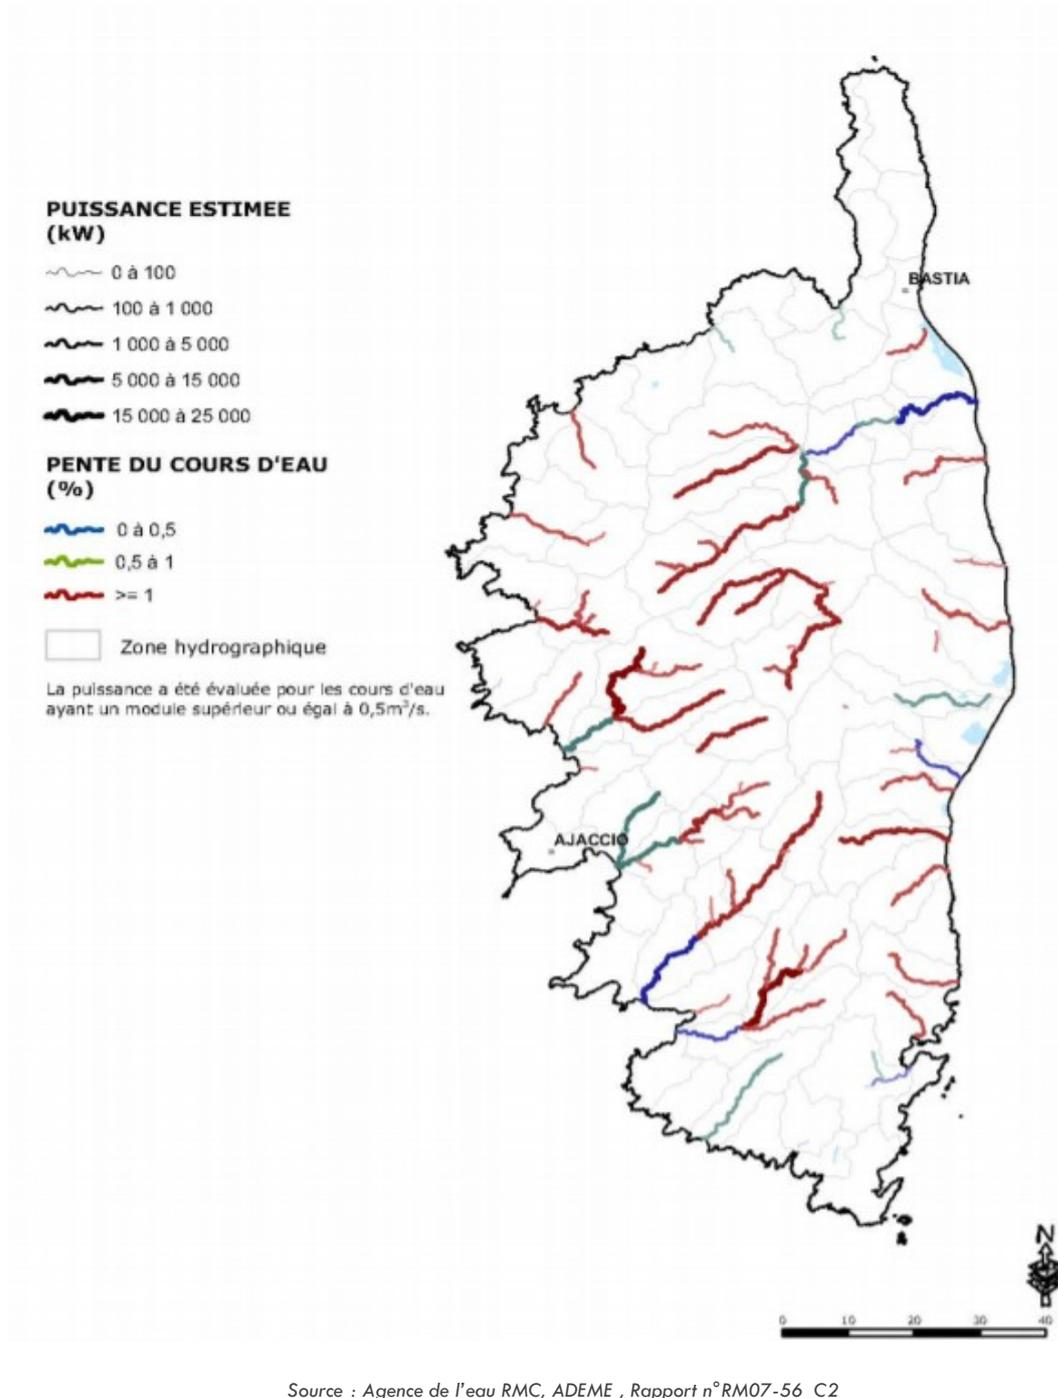 PUISSANCE ESTIMEE
(kW)
0 à 100
100 à 1 000
1 000 à 5 000
5 000 à 15 000
15 000 à 25 000
PENTE DU COURS D'EAU
(%)
0 à 0,5
0,5 à 1
>= 1
Zone hydrographique
La puissance a été évaluée pour les cours d'eau
ayant un module supérieur ou égal à 0,5m³/s.
BASTIA
AJACCIO
N
0 10 20 30 40
Source : Agence de l'eau RMC, ADEME , Rapport n°RM07-56 C2